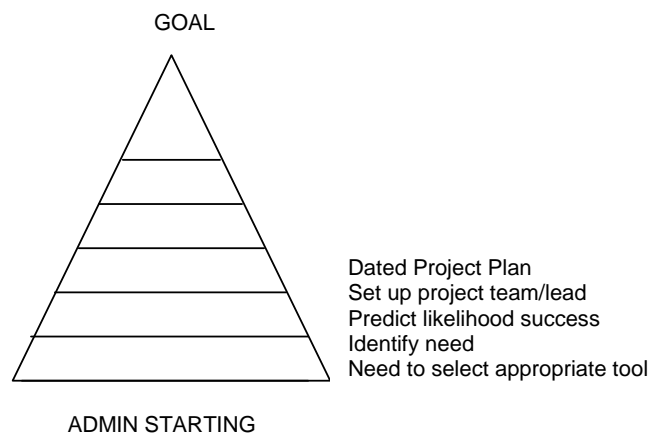 GOAL
Dated Project Plan
Set up project team/lead
Predict likelihood success
Identify need
Need to select appropriate tool
ADMIN STARTING